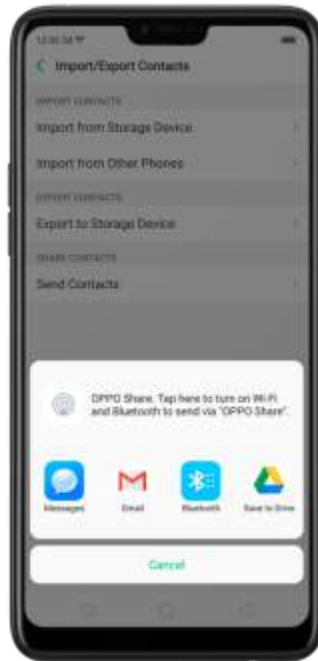 Import/Export Contacts
IMPORT CONTACTS
Import from Storage Device
Import from Other Phones
EXPORT CONTACTS
Export to Storage Device
SHARE CONTACTS
Send Contacts
OPPO Share. Tap here to turn on Wi-Fi
and Bluetooth to send via "OPPO Share".
Messages Email Bluetooth Save to Drive
Cancel